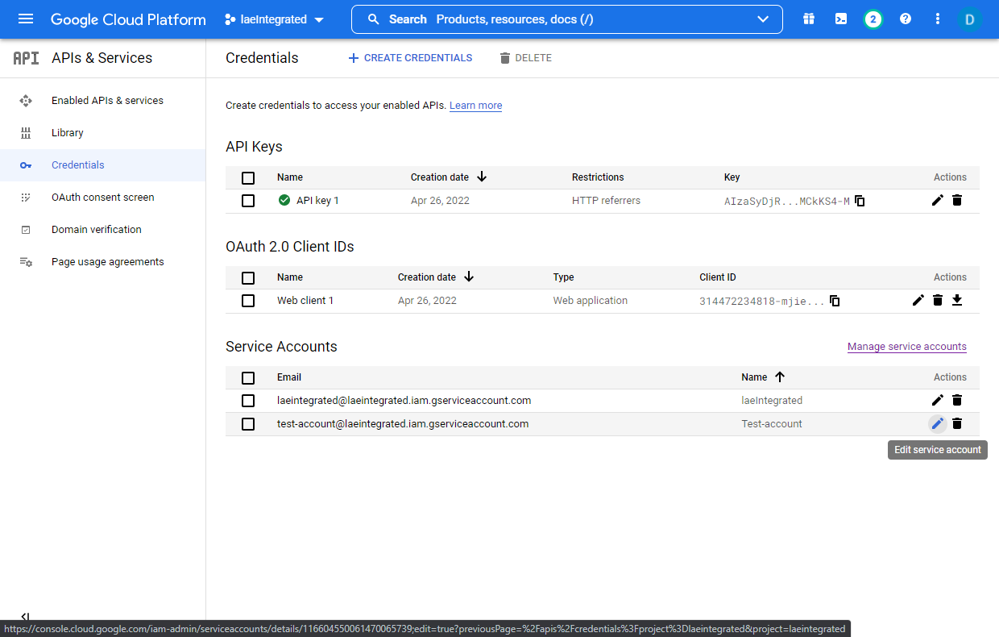 Google Cloud Platform
laeIntegrated
Search Products, resources, docs (/)
2
D
API APIs & Services
Credentials
CREATE CREDENTIALS
DELETE
Enabled APIs & services
Library
Credentials
OAuth consent screen
Domain verification
Page usage agreements
Create credentials to access your enabled APIs. Learn more
API Keys
Name Creation date Restrictions Key Actions
API key 1 Apr 26, 2022 HTTP referrers AIzaSyDjR...MCkKS4-M
OAuth 2.0 Client IDs
Name Creation date Type Client ID Actions
Web client 1 Apr 26, 2022 Web application 314472234818-mjie...
Service Accounts
Manage service accounts
Email Name Actions
laeintegrated@laeintegrated.iam.gserviceaccount.com laeIntegrated
test-account@laeintegrated.iam.gserviceaccount.com Test-account
Edit service account
https://console.cloud.google.com/iam-admin/serviceaccounts/details/116604550061470065739;edit=true?previousPage=%2Fapis%2Fcredentials%3Fproject%3Dlaeintegrated&project=laeintegrated